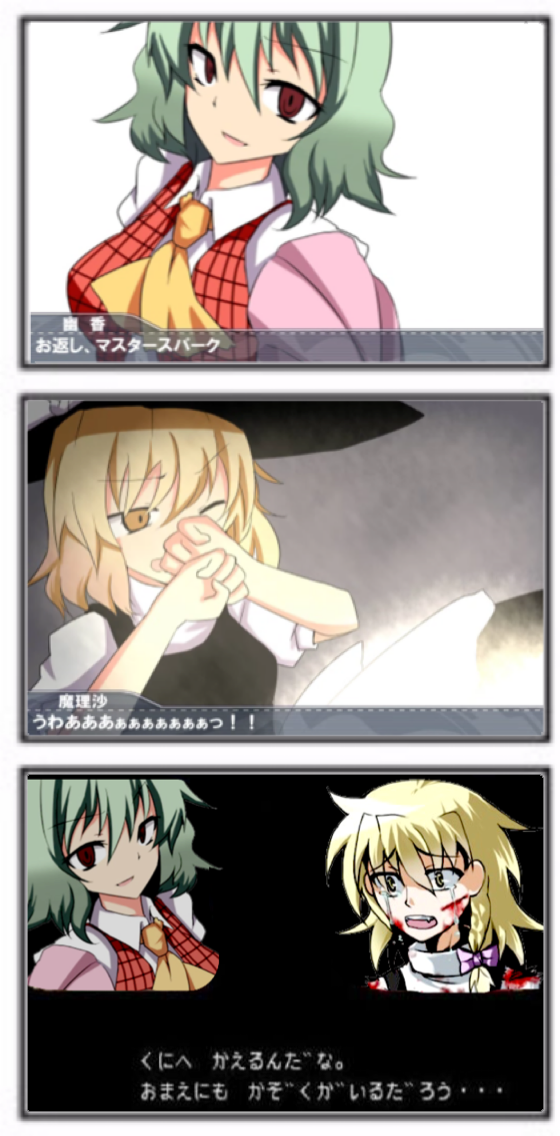 幽香
お返し、マスタースパーク
魔理沙
うわあああぁぁぁぁぁぁぁっ！！
くにへ かえるんだな。
おまえにも かぞくがいるだろう・・・